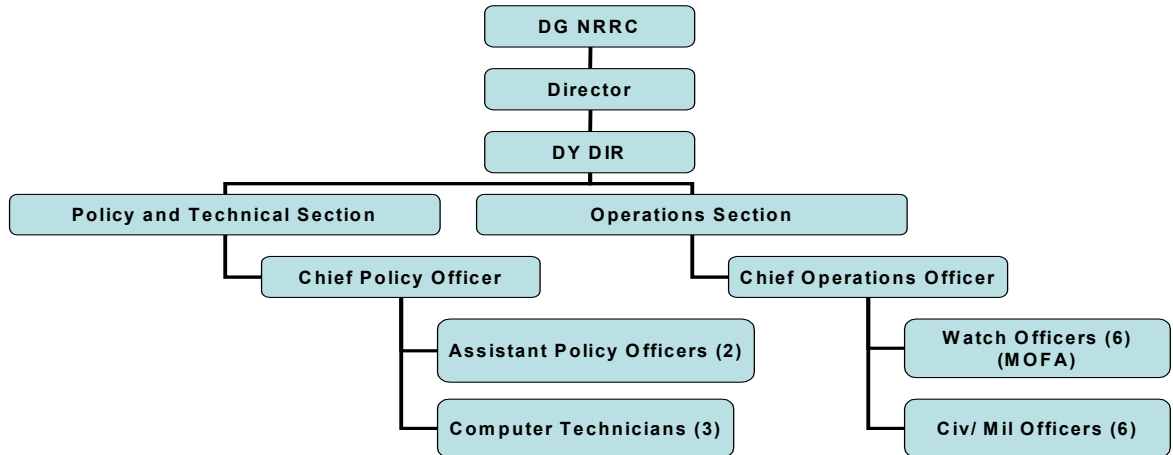 DG NRRC
Director
DY DIR
Policy and Technical Section
Operations Section
Chief Policy Officer
Chief Operations Officer
Assistant Policy Officers (2)
Watch Officers (6)
(MOFA)
Computer Technicians (3)
Civ/ Mil Officers (6)